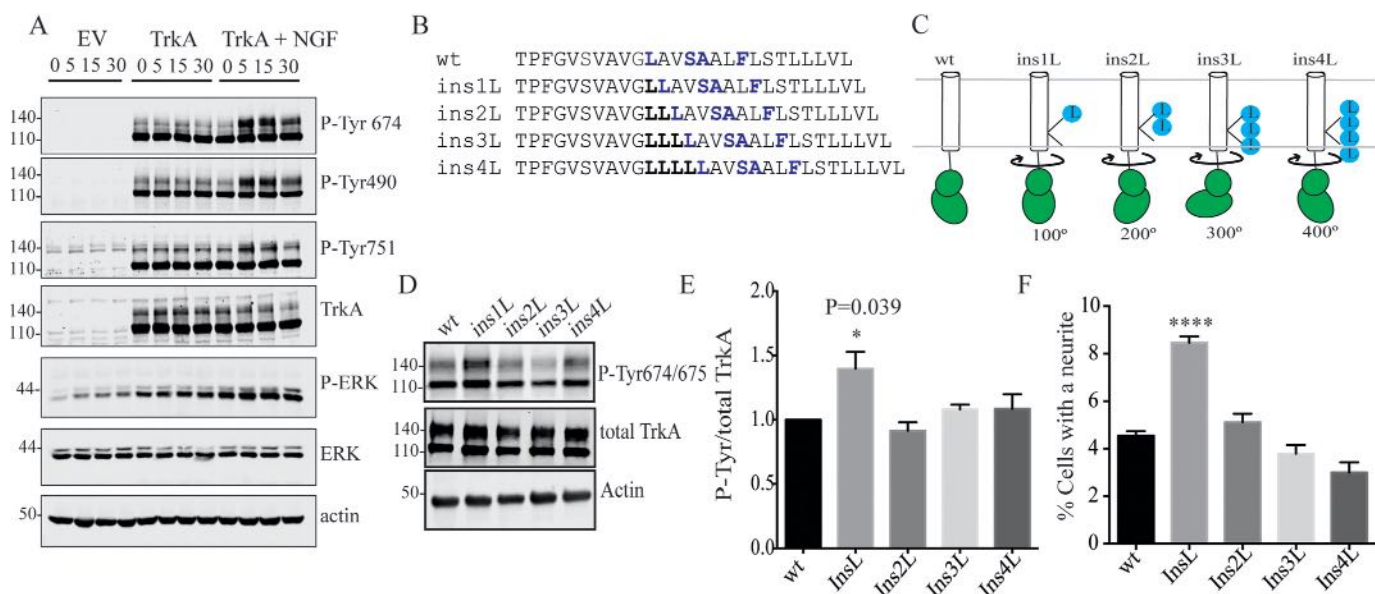 A
EV TrkA TrkA + NGF
0 5 15 30 0 5 15 30 0 5 15 30
140
110
P-Tyr 674
140
110
P-Tyr490
140
110
P-Tyr751
140
110
TrkA
44
P-ERK
44
ERK
50
actin
B
wt TPFGVSVAVGLAVSAALFLSTLLLVL
ins1L TPFGVSVAVGLLAVSAALFLSTLLLVL
ins2L TPFGVSVAVGLLLAVSAALFLSTLLLVL
ins3L TPFGVSVAVGLLLLAVSAALFLSTLLLVL
ins4L TPFGVSVAVGLLLLLAVSAALFLSTLLLVL
C
wt ins1L ins2L ins3L ins4L
L
L
L
L
L
L
L
L
L
L
100º 200º 300º 400º
D
wt ins1L ins2L ins3L ins4L
140
110
P-Tyr674/675
140
110
total TrkA
50
Actin
E
P-Tyr/total TrkA
2.0
1.5
1.0
0.5
0.0
P=0.039
*
wt InsL Ins2L Ins3L Ins4L
F
% Cells with a neurite
10
8
6
4
2
0
****
wt InsL Ins2L Ins3L Ins4L